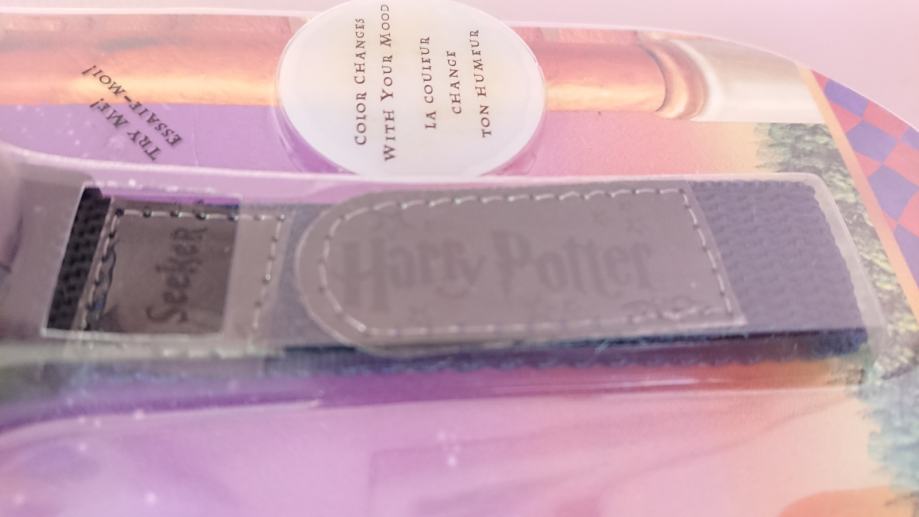 COLOR CHANGES
WITH YOUR MOOD
LA COULEUR
CHANGE
TON HUMEUR
TRY ME!
ESSAIE-MOI!
Seeker
Harry Potter